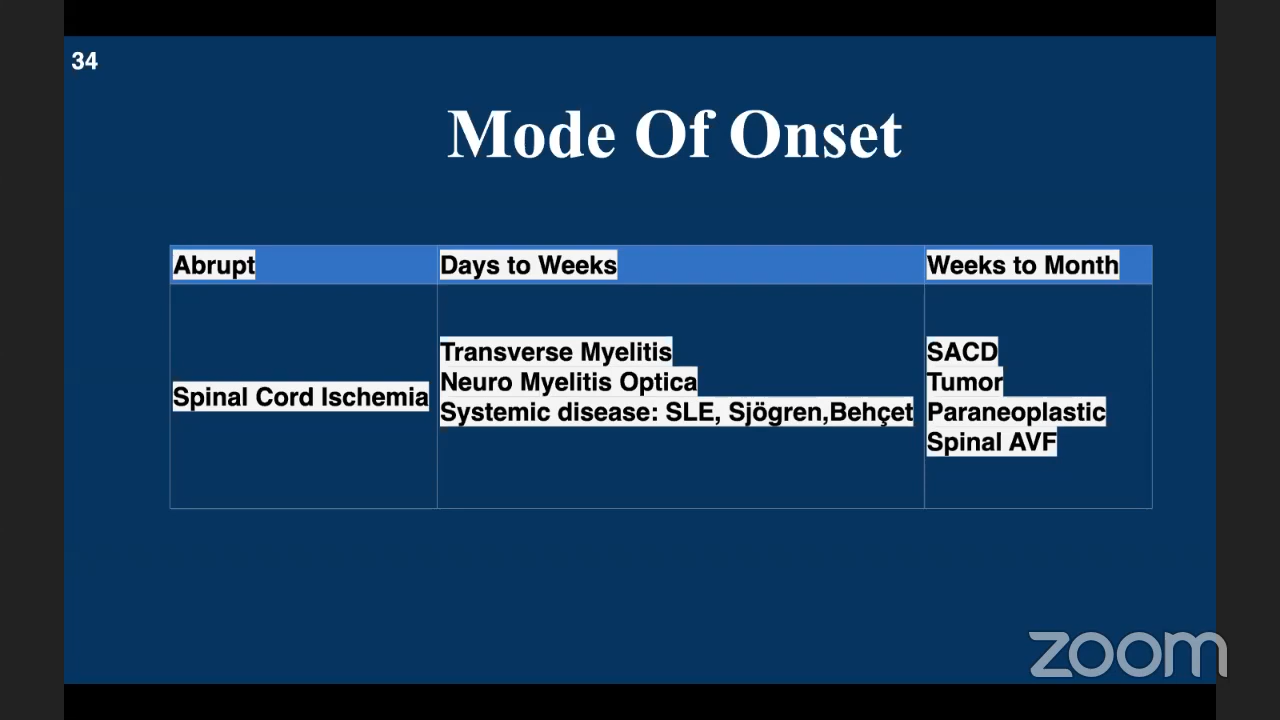 34
Mode Of Onset
Abrupt
Days to Weeks
Weeks to Month
Spinal Cord Ischemia
Transverse Myelitis
Neuro Myelitis Optica
Systemic disease: SLE, Sjögren,Behçet
SACD
Tumor
Paraneoplastic
Spinal AVF
zoom